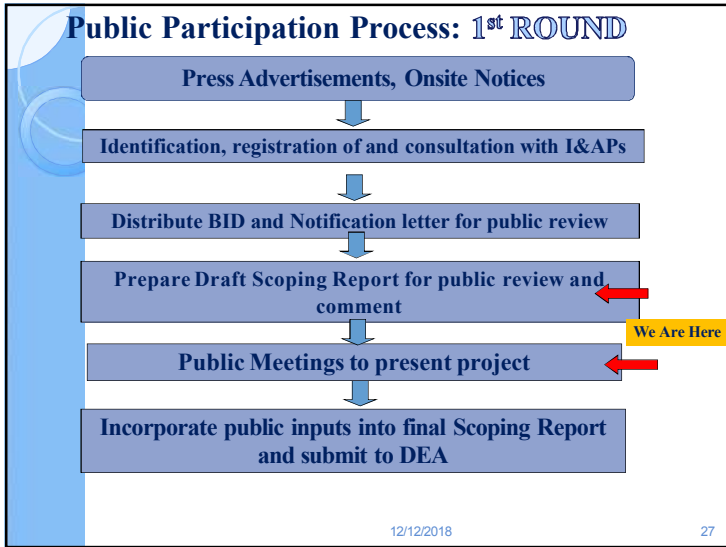 Public Participation Process: 1st ROUND
Press Advertisements, Onsite Notices
Identification, registration of and consultation with I&APs
Distribute BID and Notification letter for public review
Prepare Draft Scoping Report for public review and
comment
We Are Here
Public Meetings to present project
Incorporate public inputs into final Scoping Report
and submit to DEA
12/12/2018
27